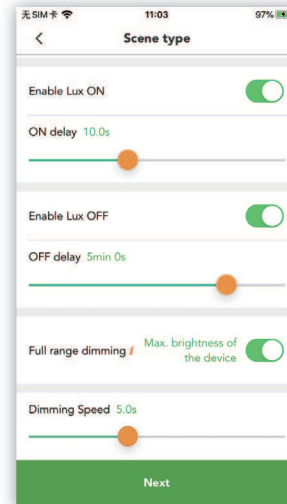 无SIM卡 11:03 97%
Scene type
Enable Lux ON
ON delay 10.0s
Enable Lux OFF
OFF delay 5min 0s
Full range dimming Max. brightness of
the device
Dimming Speed 5.0s
Next